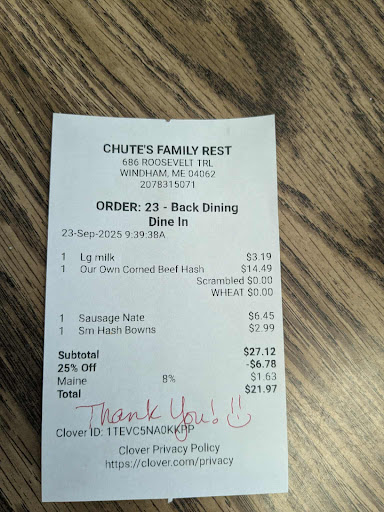 CHUTE'S FAMILY REST
686 ROOSEVELT TRL
WINDHAM, ME 04062
2078315071
ORDER: 23 - Back Dining
Dine In
23-Sep-2025 9:39:38A
1 Lg milk $3.19
1 Our Own Corned Beef Hash $14.49
Scrambled $0.00
WHEAT $0.00
1 Sausage Nate $6.45
1 Sm Hash Bowns $2.99
Subtotal $27.12
25% Off -$6.78
Maine 8% $1.63
Total $21.97
Thank You!
Clover ID: 1TEVC5NA0KKPP
Clover Privacy Policy
https://clover.com/privacy